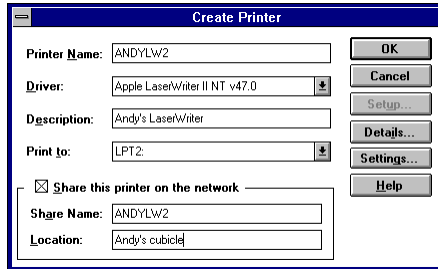 Create Printer
Printer Name: ANDYLW2
Driver: Apple LaserWriter II NT v47.0
Description: Andy's LaserWriter
Print to: LPT2:
Share this printer on the network
Share Name: ANDYLW2
Location: Andy's cubicle
OK
Cancel
Setup...
Details...
Settings...
Help